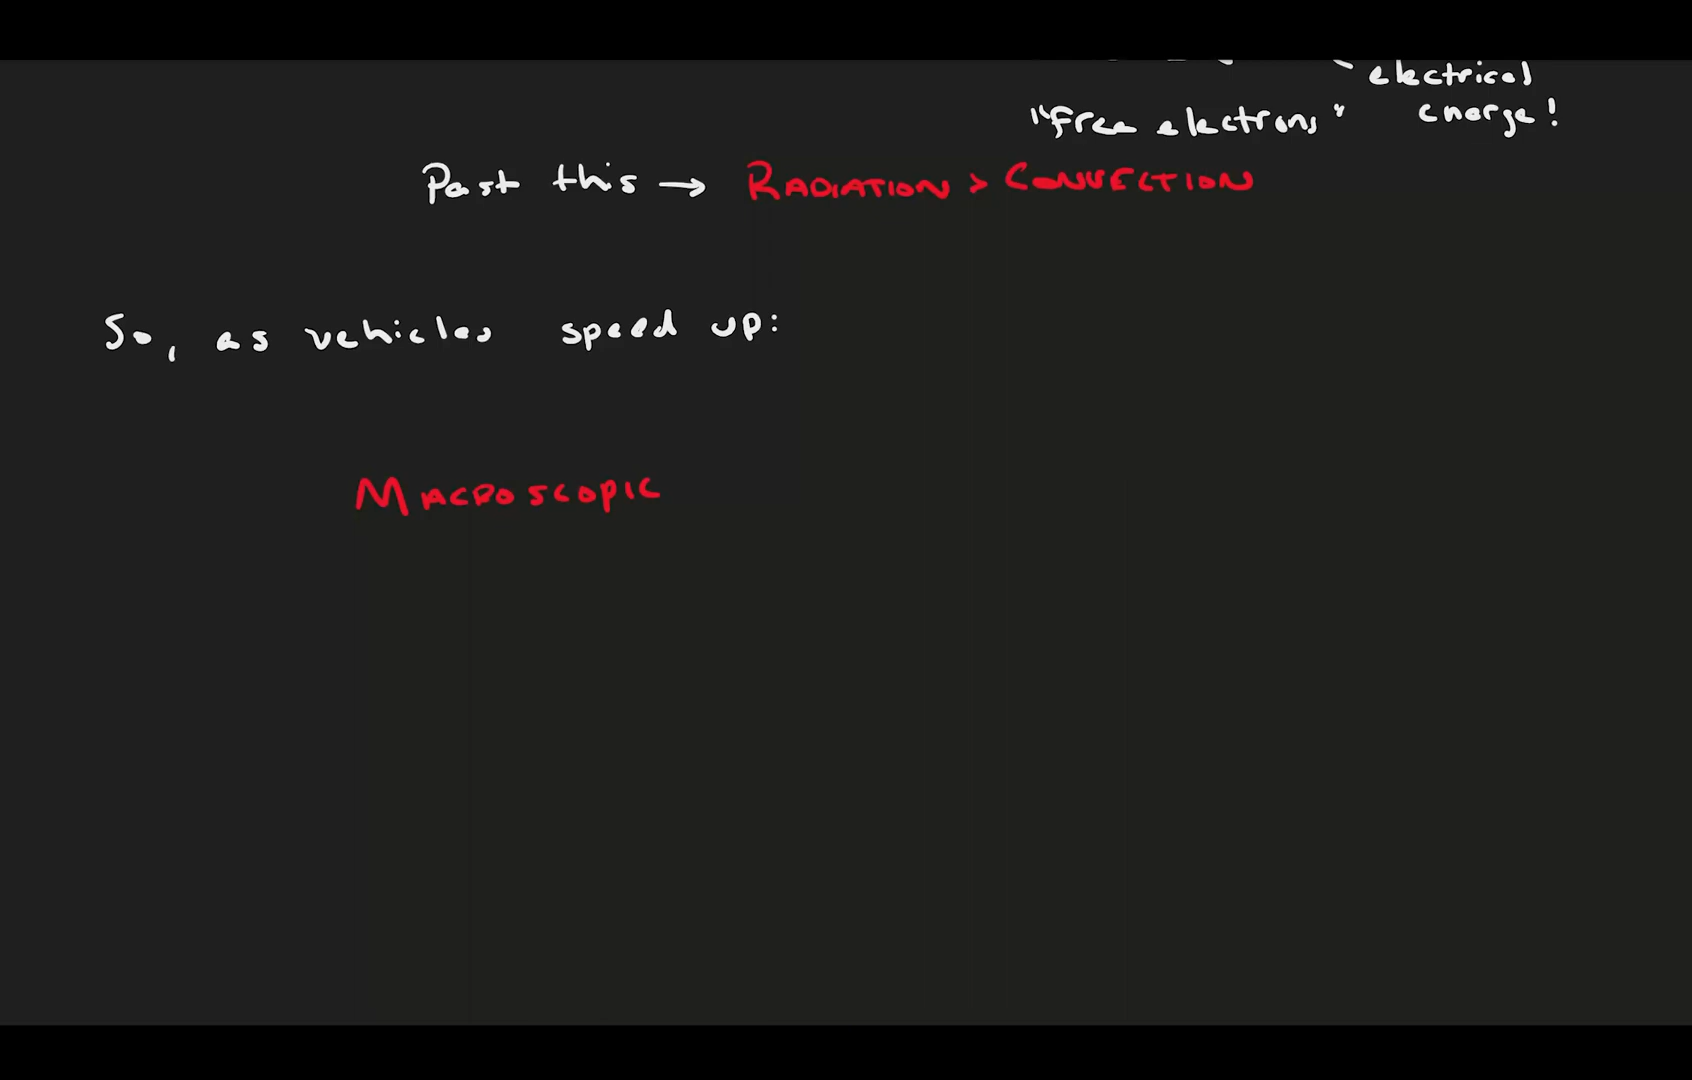 electrical
"Free electrons" charge!
Past this → RADIATION > CONVECTION
So, as vehicles speed up:
MACROSCOPIC